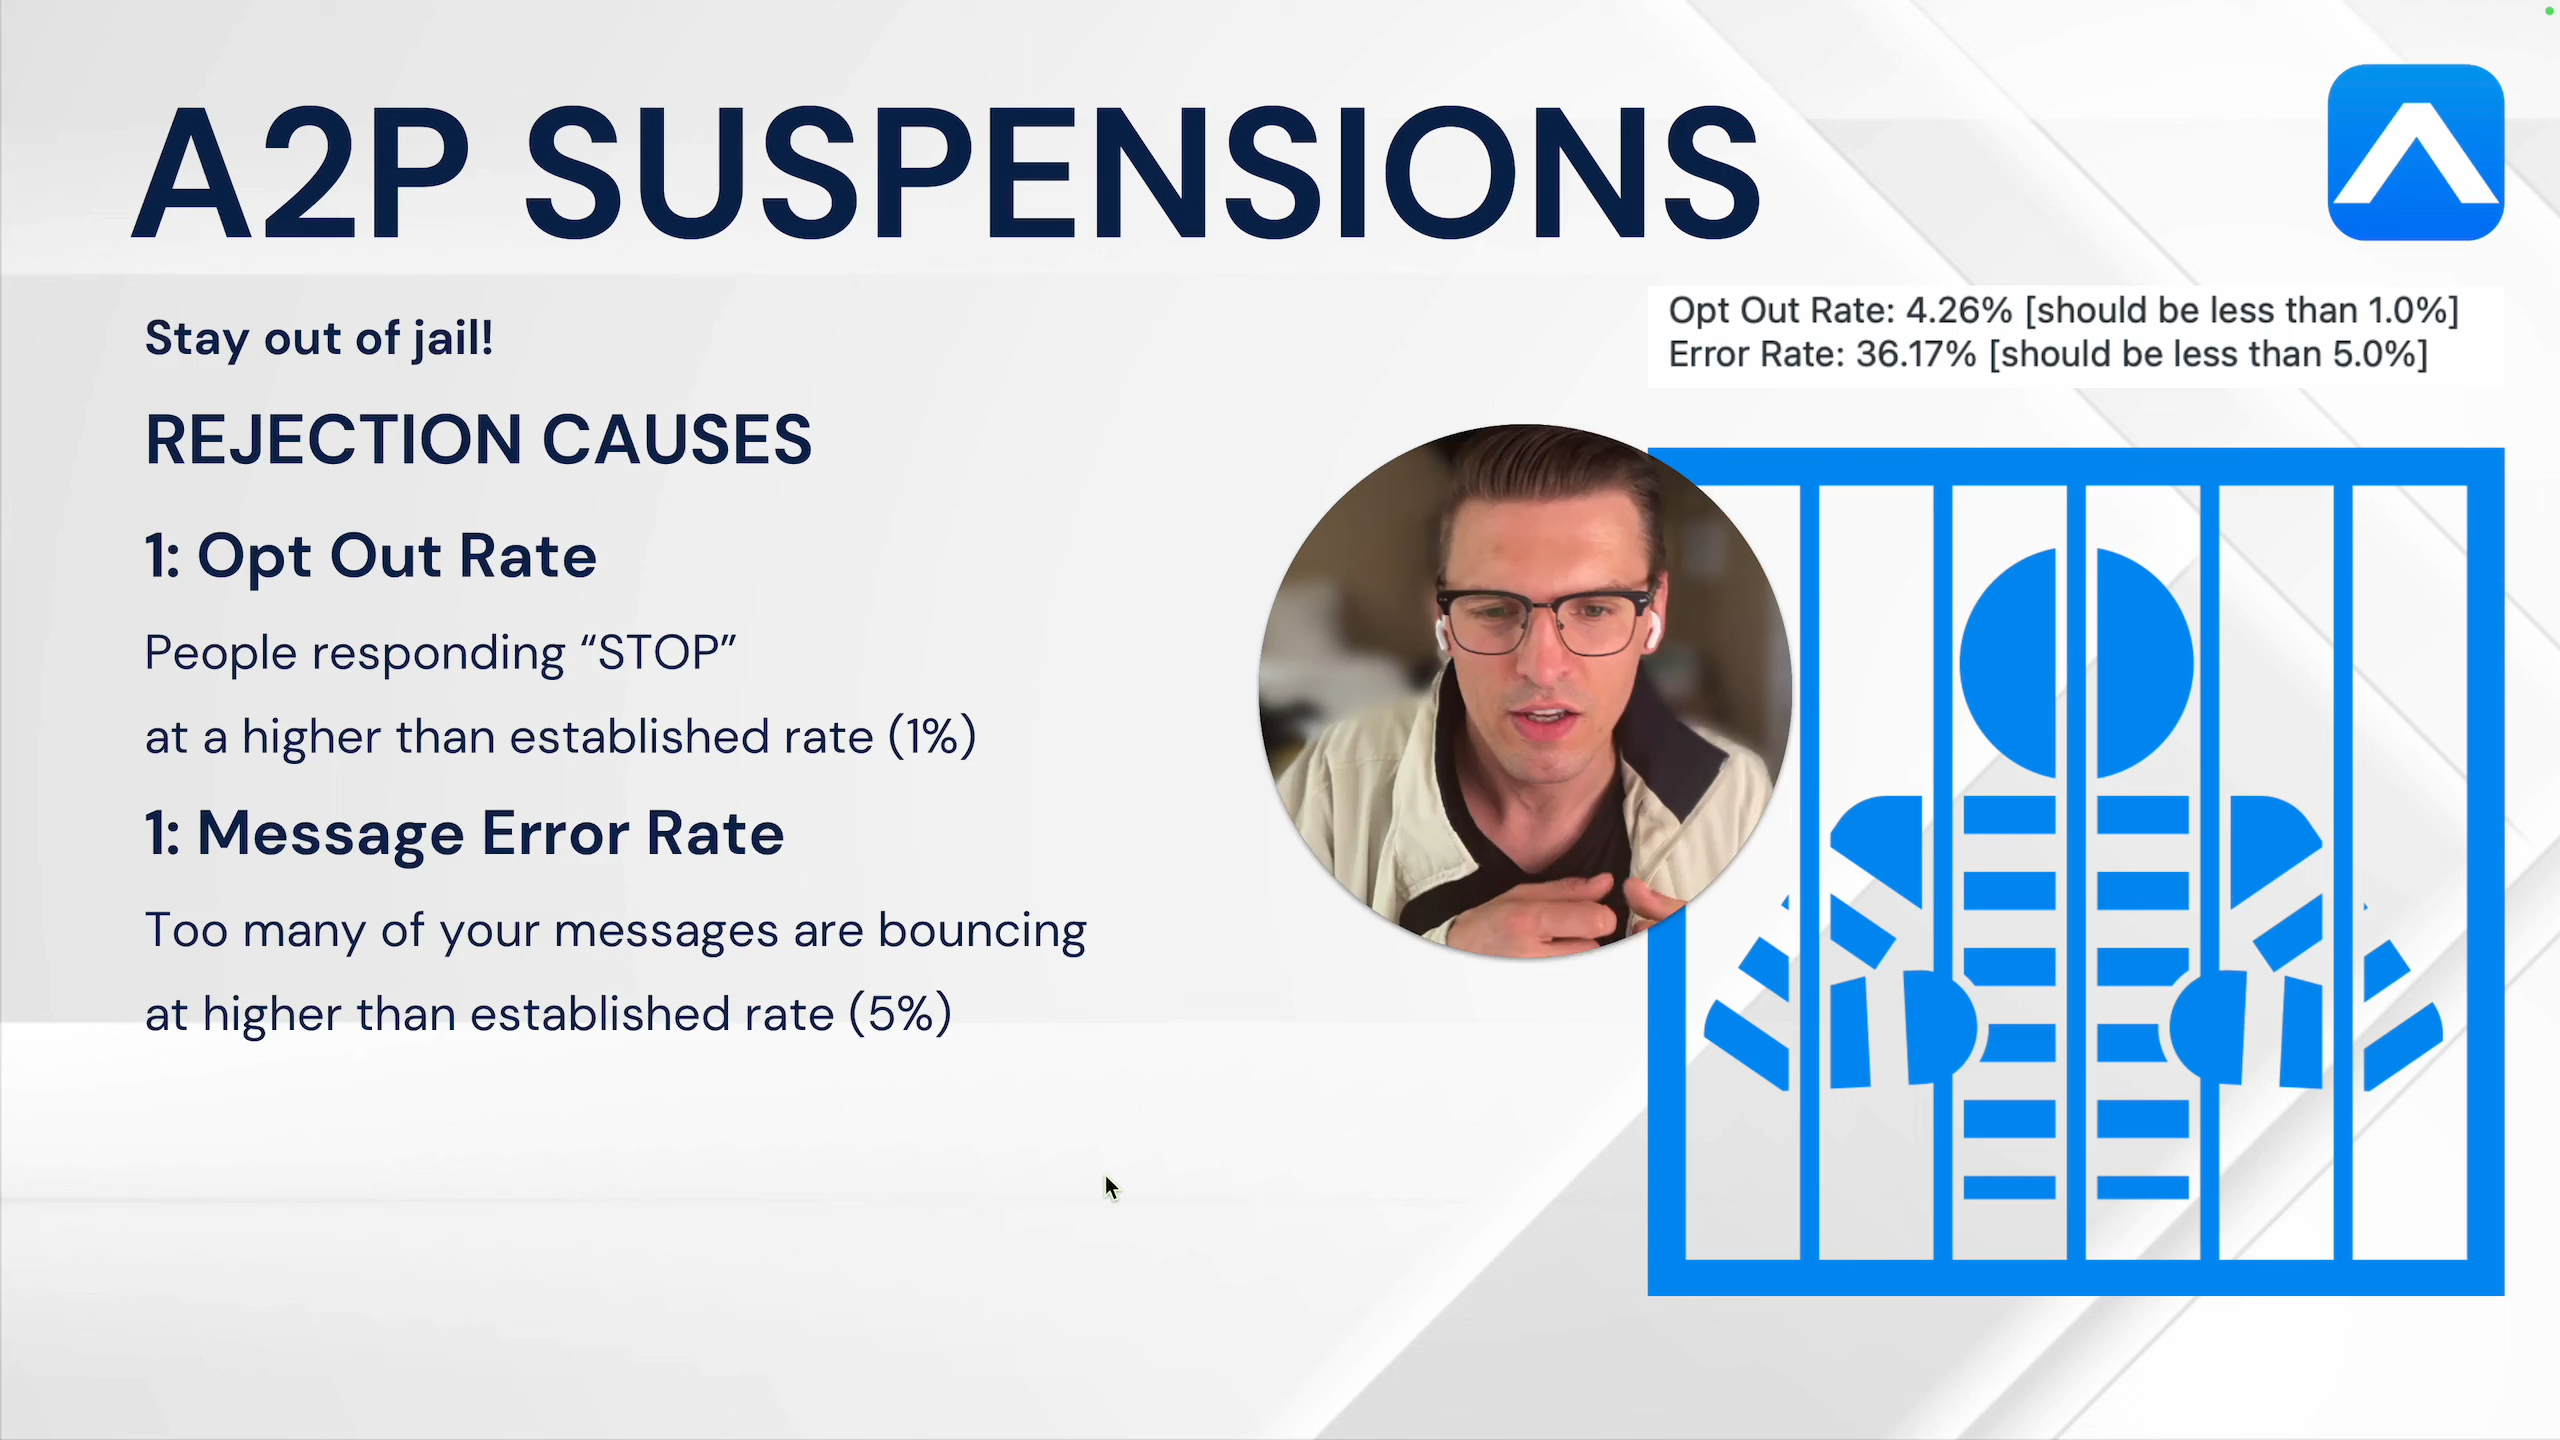 A2P SUSPENSIONS
Stay out of jail!
REJECTION CAUSES
1: Opt Out Rate
People responding “STOP”
at a higher than established rate (1%)
1: Message Error Rate
Too many of your messages are bouncing
at higher than established rate (5%)
Opt Out Rate: 4.26% [should be less than 1.0%]
Error Rate: 36.17% [should be less than 5.0%]